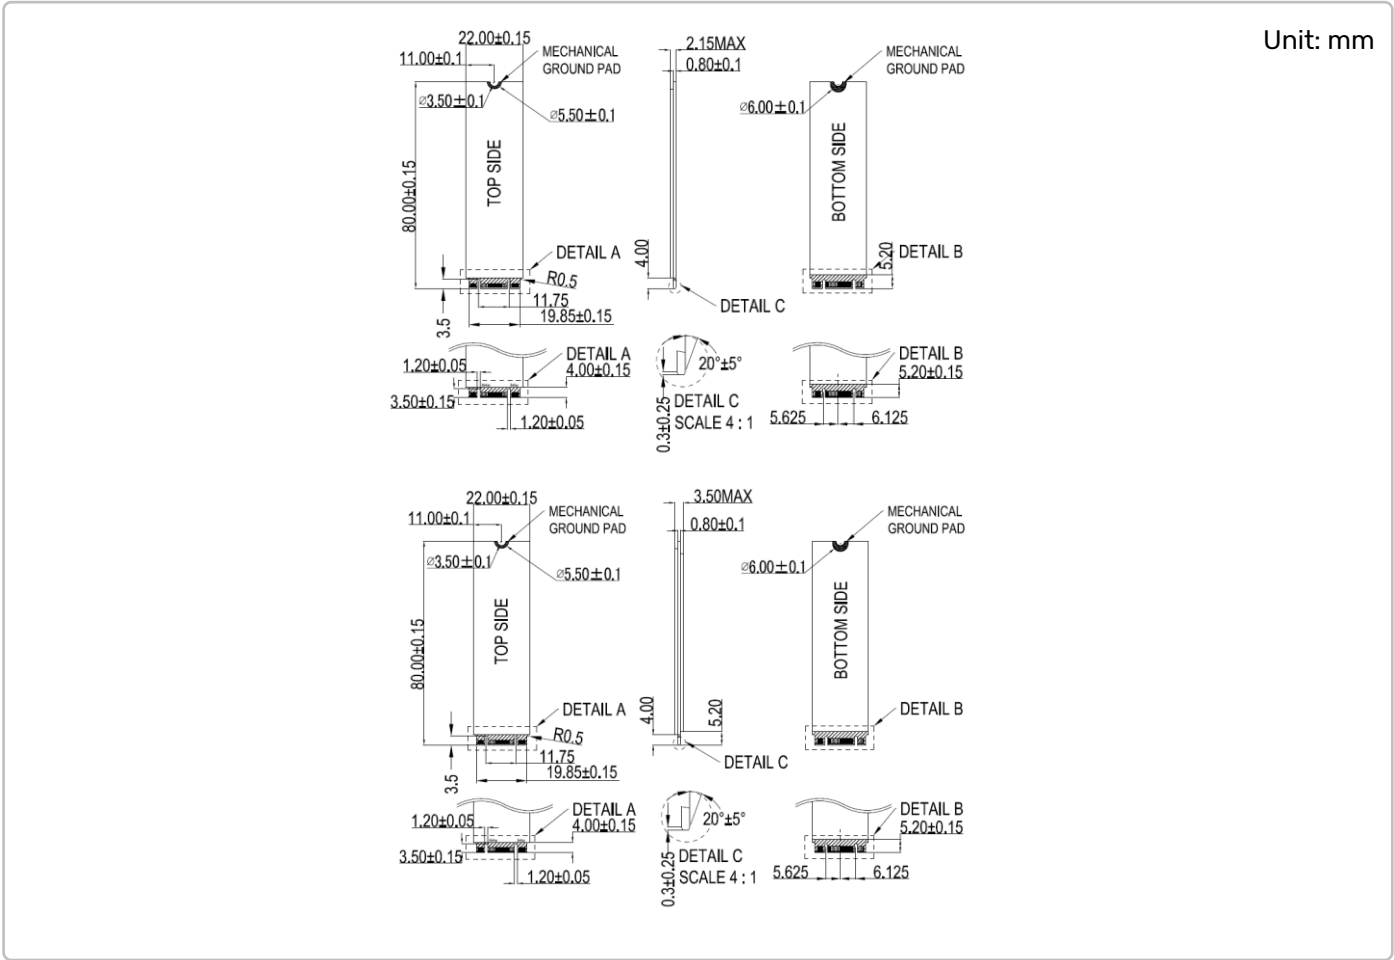 Unit: mm
22.00±0.15
11.00±0.1
MECHANICAL
GROUND PAD
⌀3.50±0.1
⌀5.50±0.1
80.00±0.15
TOP SIDE
DETAIL A
R0.5
11.75
19.85±0.15
3.5
2.15MAX
0.80±0.1
4.00
DETAIL C
MECHANICAL
GROUND PAD
⌀6.00±0.1
BOTTOM SIDE
5.20
DETAIL B
DETAIL A
1.20±0.05
4.00±0.15
3.50±0.15
1.20±0.05
20°±5°
0.3±0.25
DETAIL C
SCALE 4 : 1
DETAIL B
5.20±0.15
5.625
6.125
22.00±0.15
11.00±0.1
MECHANICAL
GROUND PAD
⌀3.50±0.1
⌀5.50±0.1
80.00±0.15
TOP SIDE
DETAIL A
R0.5
11.75
19.85±0.15
3.5
3.50MAX
0.80±0.1
4.00
5.20
DETAIL C
MECHANICAL
GROUND PAD
⌀6.00±0.1
BOTTOM SIDE
DETAIL B
DETAIL A
1.20±0.05
4.00±0.15
3.50±0.15
1.20±0.05
20°±5°
0.3±0.25
DETAIL C
SCALE 4 : 1
DETAIL B
5.20±0.15
5.625
6.125